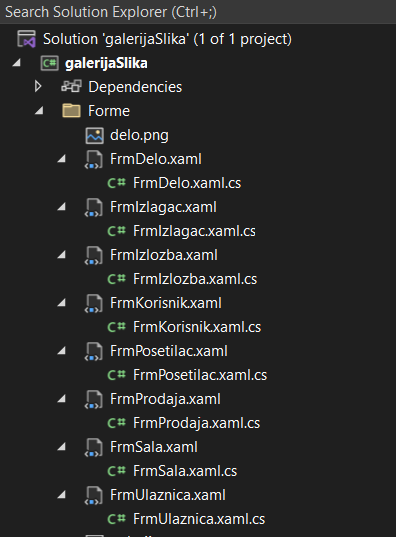 Search Solution Explorer (Ctrl+;)
Solution 'galerijaSlika' (1 of 1 project)
galerijaSlika
Dependencies
Forme
delo.png
FrmDelo.xaml
C# FrmDelo.xaml.cs
FrmIzlagac.xaml
C# FrmIzlagac.xaml.cs
FrmIzlozba.xaml
C# FrmIzlozba.xaml.cs
FrmKorisnik.xaml
C# FrmKorisnik.xaml.cs
FrmPosetilac.xaml
C# FrmPosetilac.xaml.cs
FrmProdaja.xaml
C# FrmProdaja.xaml.cs
FrmSala.xaml
C# FrmSala.xaml.cs
FrmUlaznica.xaml
C# FrmUlaznica.xaml.cs